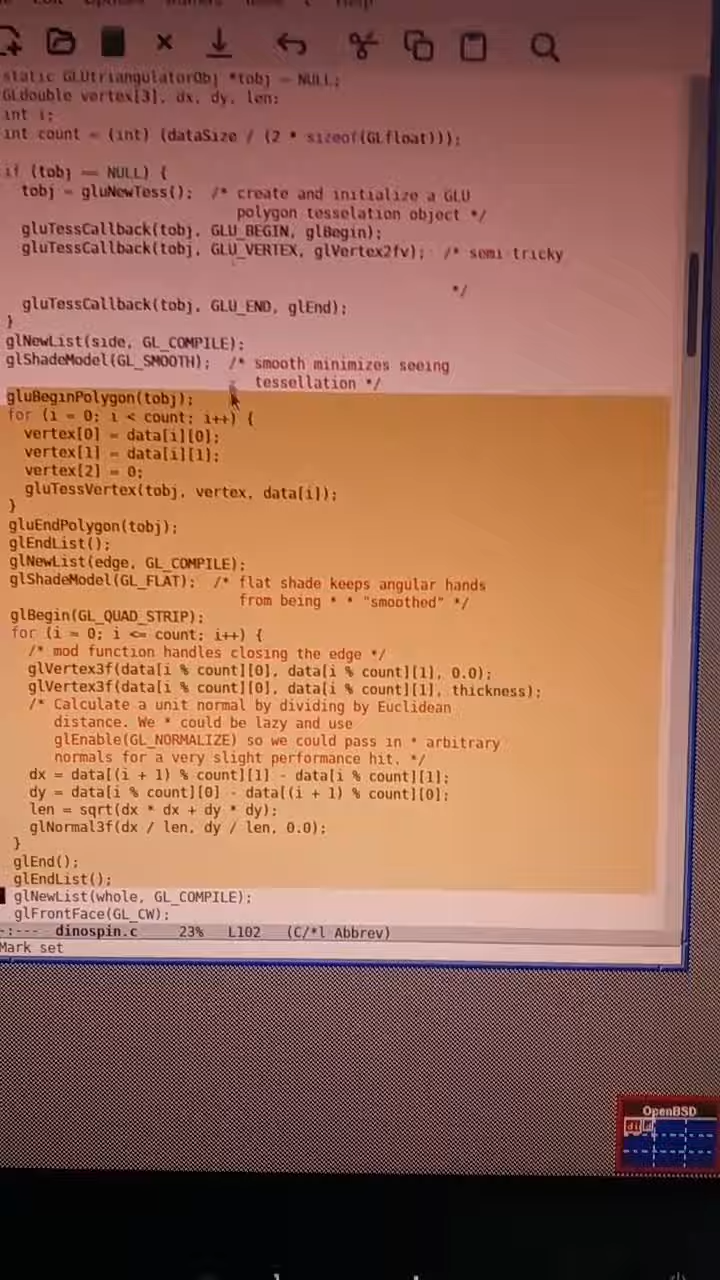 static GLUtriangulatorObj *tobj = NULL;
GLdouble vertex[3], dx, dy, len;
int i;
int count = (int) (dataSize / (2 * sizeof(GLfloat)));
if (tobj == NULL) {
tobj = gluNewTess(); /* create and initialize a GLU
polygon tesselation object */
gluTessCallback(tobj, GLU_BEGIN, glBegin);
gluTessCallback(tobj, GLU_VERTEX, glVertex2fv); /* semi-tricky
*/
gluTessCallback(tobj, GLU_END, glEnd);
}
glNewList(side, GL_COMPILE);
glShadeModel(GL_SMOOTH); /* smooth minimizes seeing
tessellation */
gluBeginPolygon(tobj);
for (i = 0; i < count; i++) {
vertex[0] = data[i][0];
vertex[1] = data[i][1];
vertex[2] = 0;
gluTessVertex(tobj, vertex, data[i]);
}
gluEndPolygon(tobj);
glEndList();
glNewList(edge, GL_COMPILE);
glShadeModel(GL_FLAT); /* flat shade keeps angular hands
from being * * "smoothed" */
glBegin(GL_QUAD_STRIP);
for (i = 0; i <= count; i++) {
/* mod function handles closing the edge */
glVertex3f(data[i % count][0], data[i % count][1], 0.0);
glVertex3f(data[i % count][0], data[i % count][1], thickness);
/* Calculate a unit normal by dividing by Euclidean
distance. We * could be lazy and use
glEnable(GL_NORMALIZE) so we could pass in * arbitrary
normals for a very slight performance hit. */
dx = data[(i + 1) % count][1] - data[i % count][1];
dy = data[i % count][0] - data[(i + 1) % count][0];
len = sqrt(dx * dx + dy * dy);
glNormal3f(dx / len, dy / len, 0.0);
}
glEnd();
glEndList();
glNewList(whole, GL_COMPILE);
glFrontFace(GL_CW);
-:--- dinospin.c 23% L102 (C/*l Abbrev)
Mark set
OpenBSD